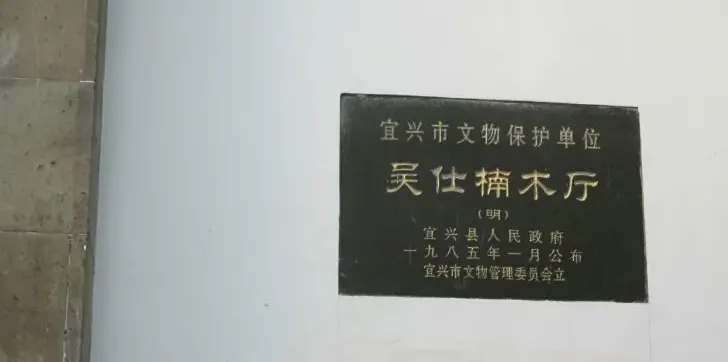 宜兴市文物保护单位
吴仕楠木厅
(明)
宜兴县人民政府
一九八五年一月公布
宜兴市文物管理委员会立